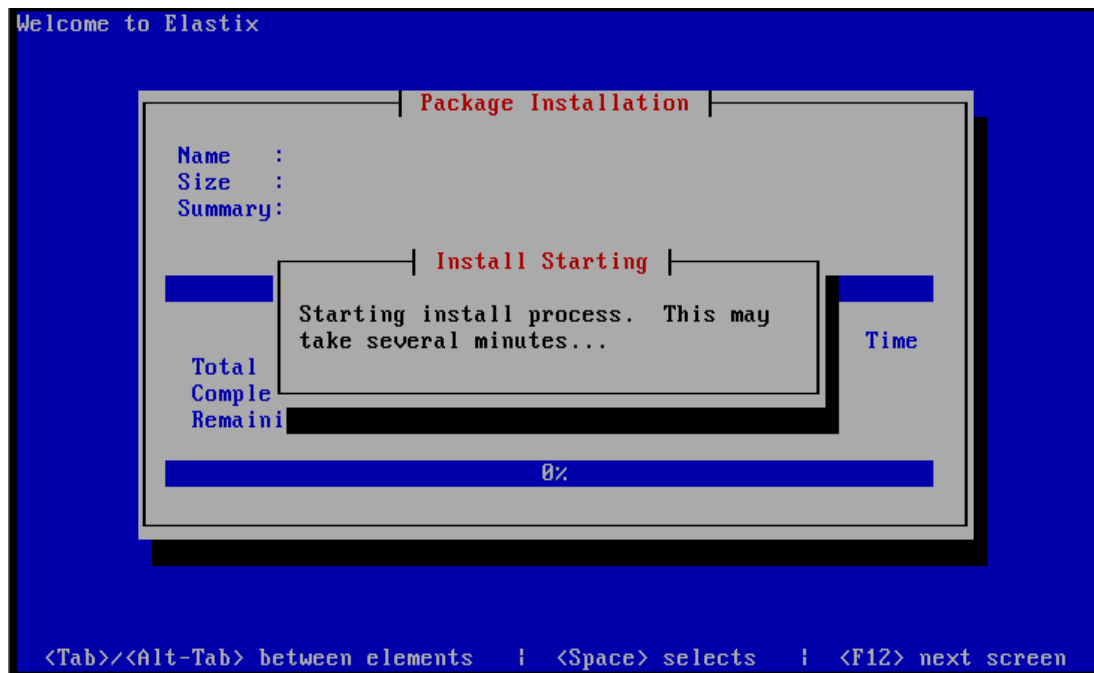 Welcome to Elastix
Package Installation
Name :
Size :
Summary:
Install Starting
Starting install process. This may
take several minutes...
Time
Total
Comple
Remaini
0%
<Tab>/<Alt-Tab> between elements | <Space> selects | <F12> next screen